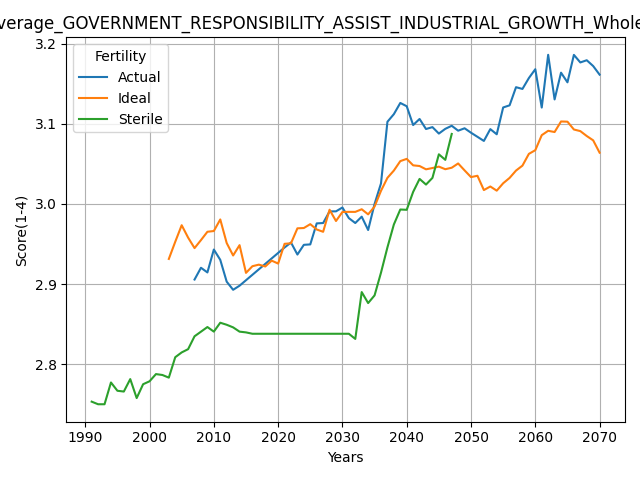 verage_GOVERNMENT_RESPONSIBILITY_ASSIST_INDUSTRIAL_GROWTH_Whole
Fertility
Actual
Ideal
Sterile
Score(1-4)
3.2
3.1
3.0
2.9
2.8
1990 2000 2010 2020 2030 2040 2050 2060 2070
Years